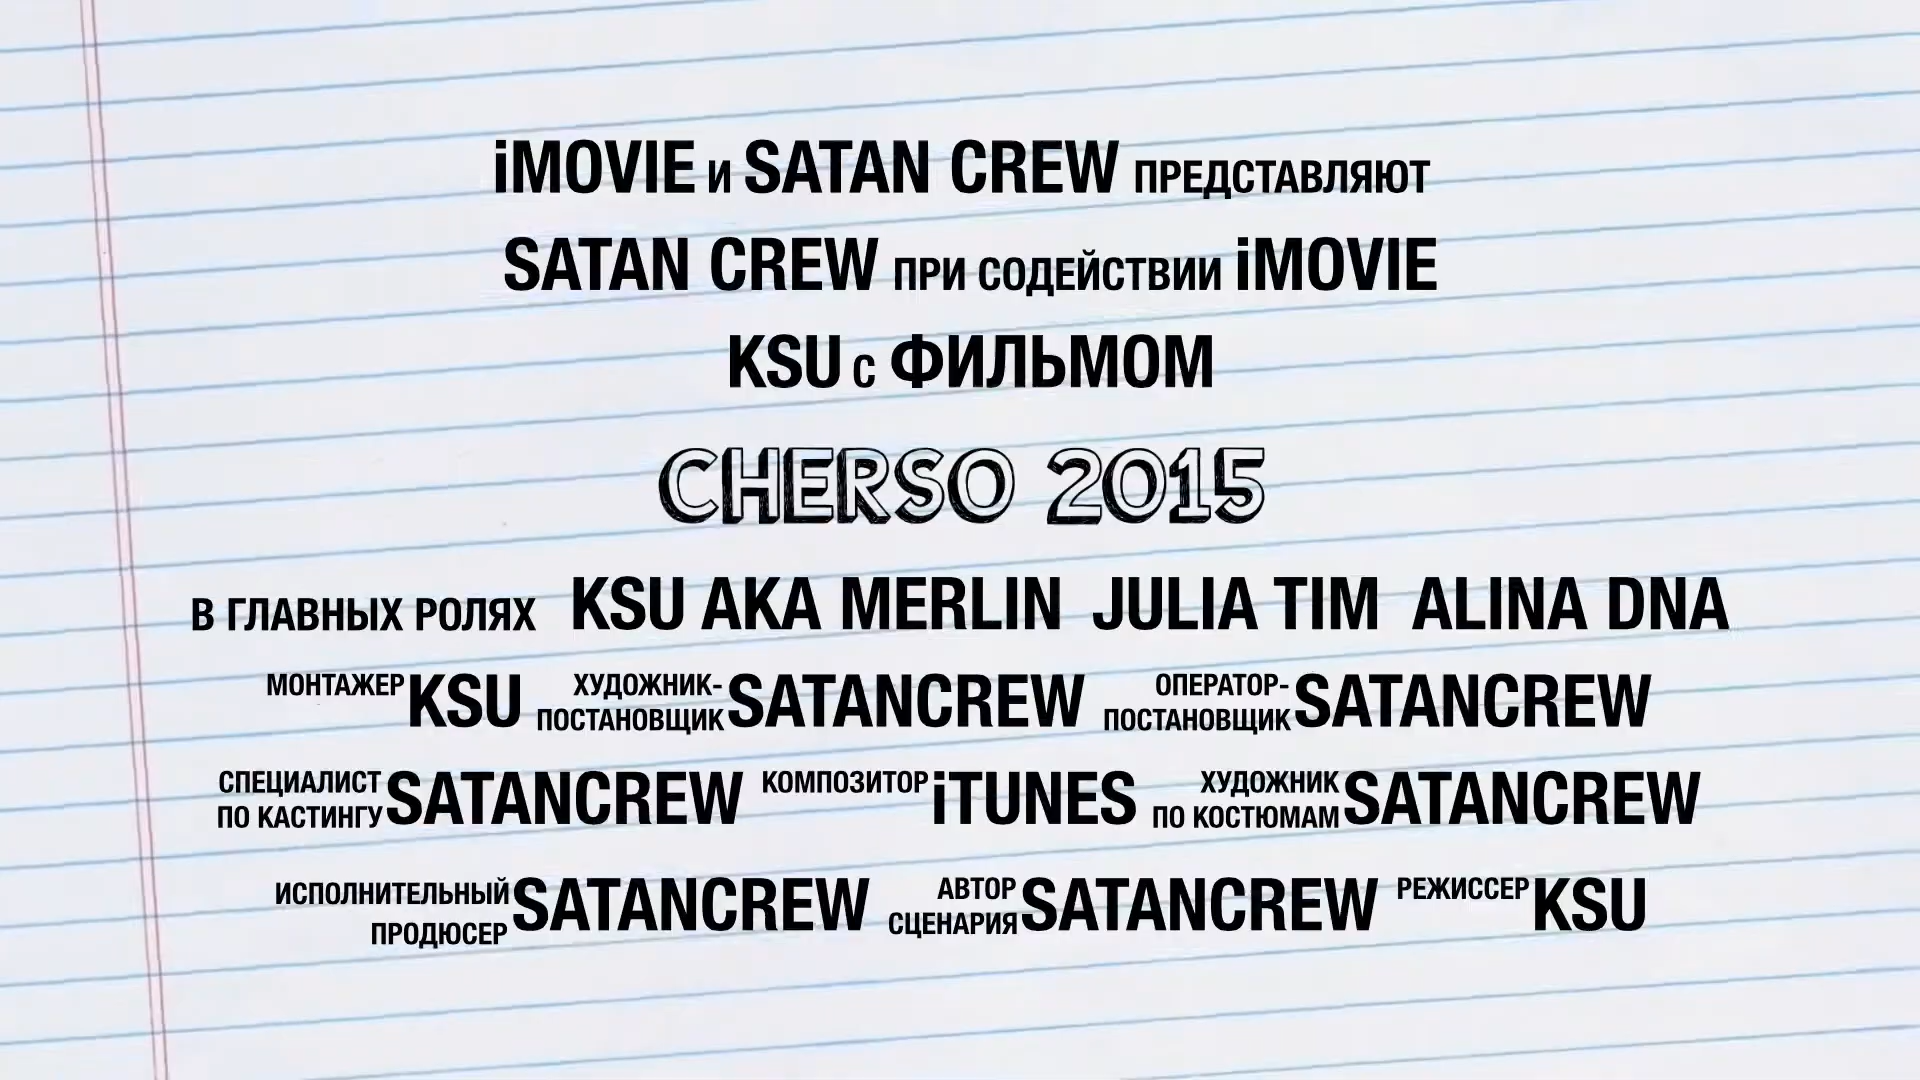 iMOVIE И SATAN CREW ПРЕДСТАВЛЯЮТ
SATAN CREW ПРИ СОДЕЙСТВИИ iMOVIE
KSU С ФИЛЬМОМ
CHERSO 2015
В ГЛАВНЫХ РОЛЯХ KSU AKA MERLIN JULIA TIM ALINA DNA
МОНТАЖЕР KSU ХУДОЖНИК-ПОСТАНОВЩИК SATANCREW ОПЕРАТОР-ПОСТАНОВЩИК SATANCREW
СПЕЦИАЛИСТ ПО КАСТИНГУ SATANCREW КОМПОЗИТОР iTUNES ХУДОЖНИК ПО КОСТЮМАМ SATANCREW
ИСПОЛНИТЕЛЬНЫЙ ПРОДЮСЕР SATANCREW АВТОР СЦЕНАРИЯ SATANCREW РЕЖИССЕР KSU